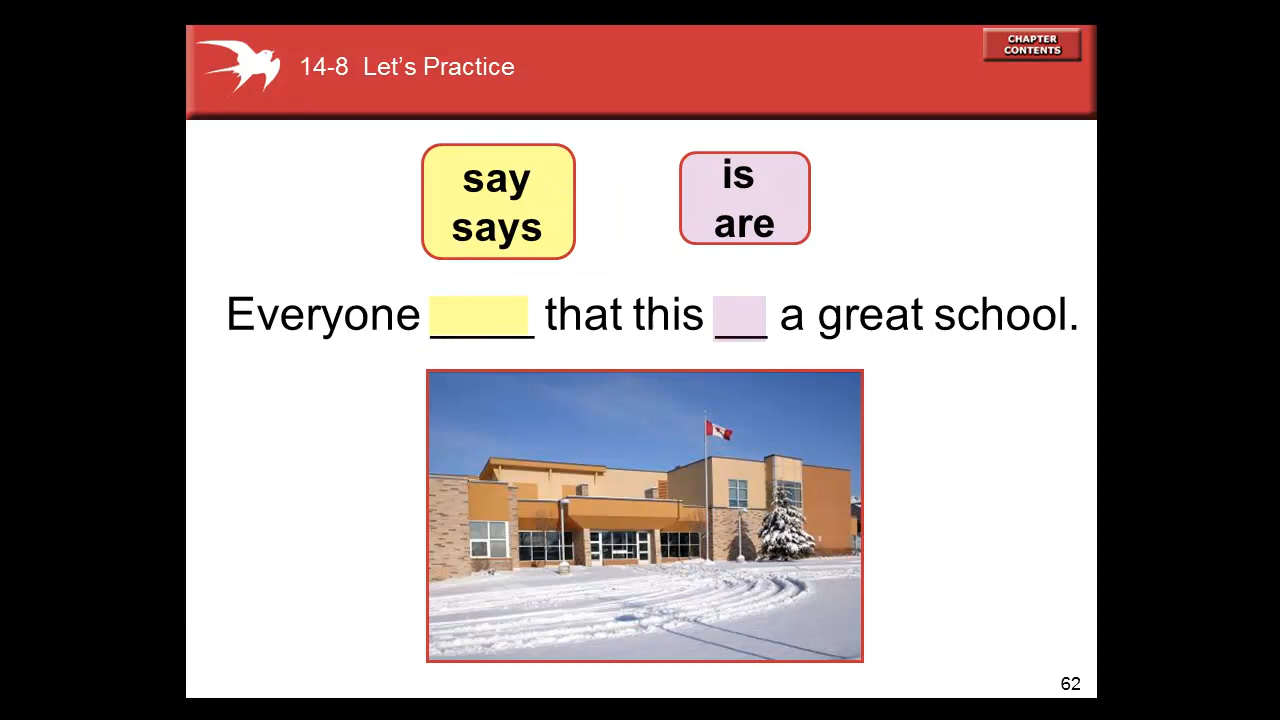 14-8 Let’s Practice
CHAPTER
CONTENTS
say
says
is
are
Everyone _____ that this __ a great school.
62